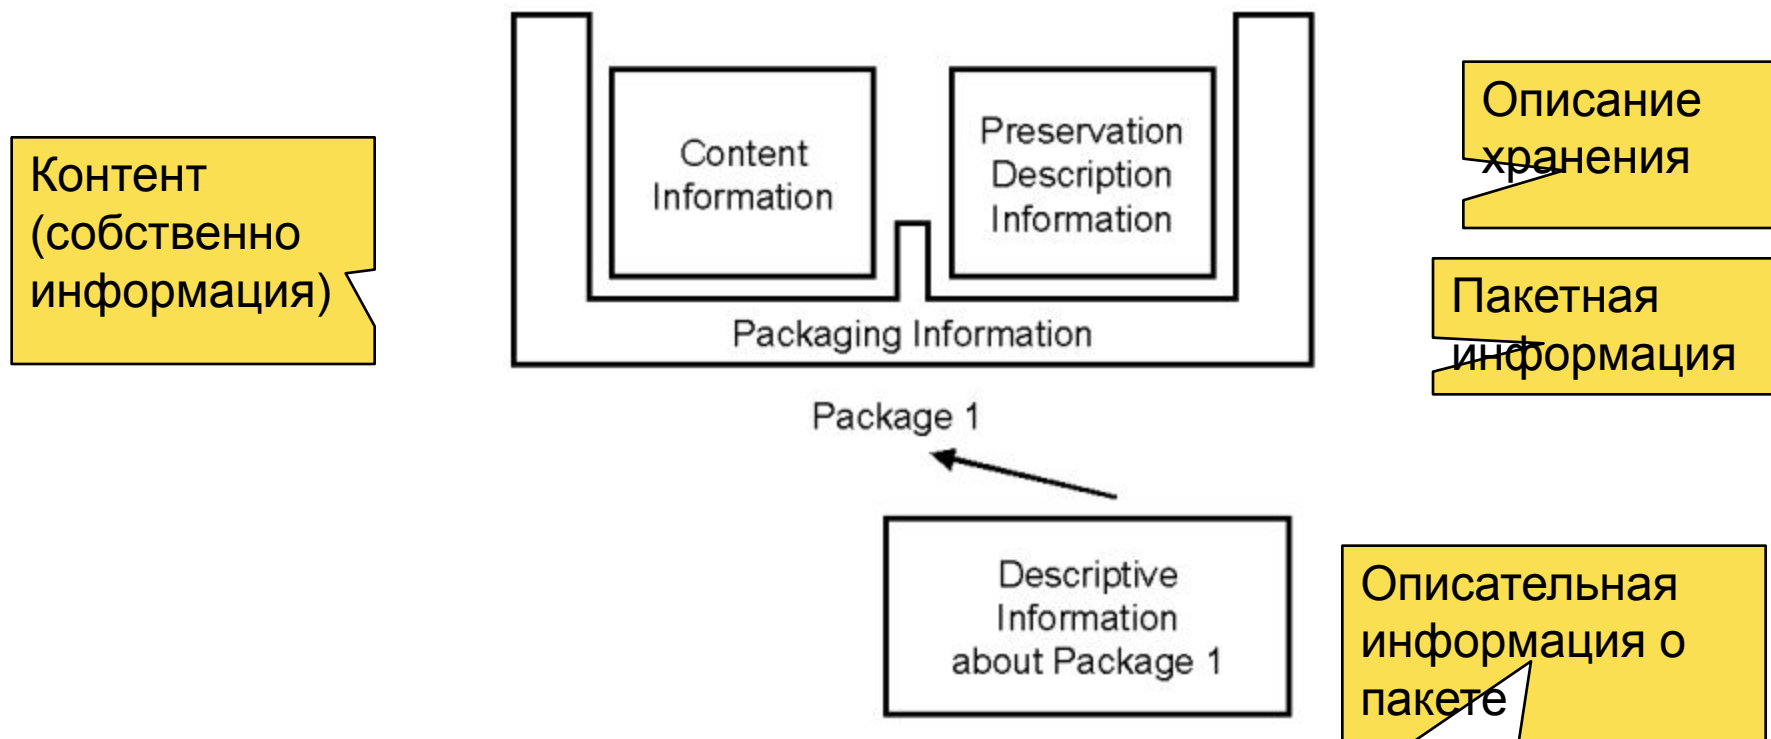 Контент
(собственно
информация)
Content
Information
Preservation
Description
Information
Packaging Information
Package 1
Descriptive
Information
about Package 1
Описание
хранения
Пакетная
информация
Описательная
информация о
пакете